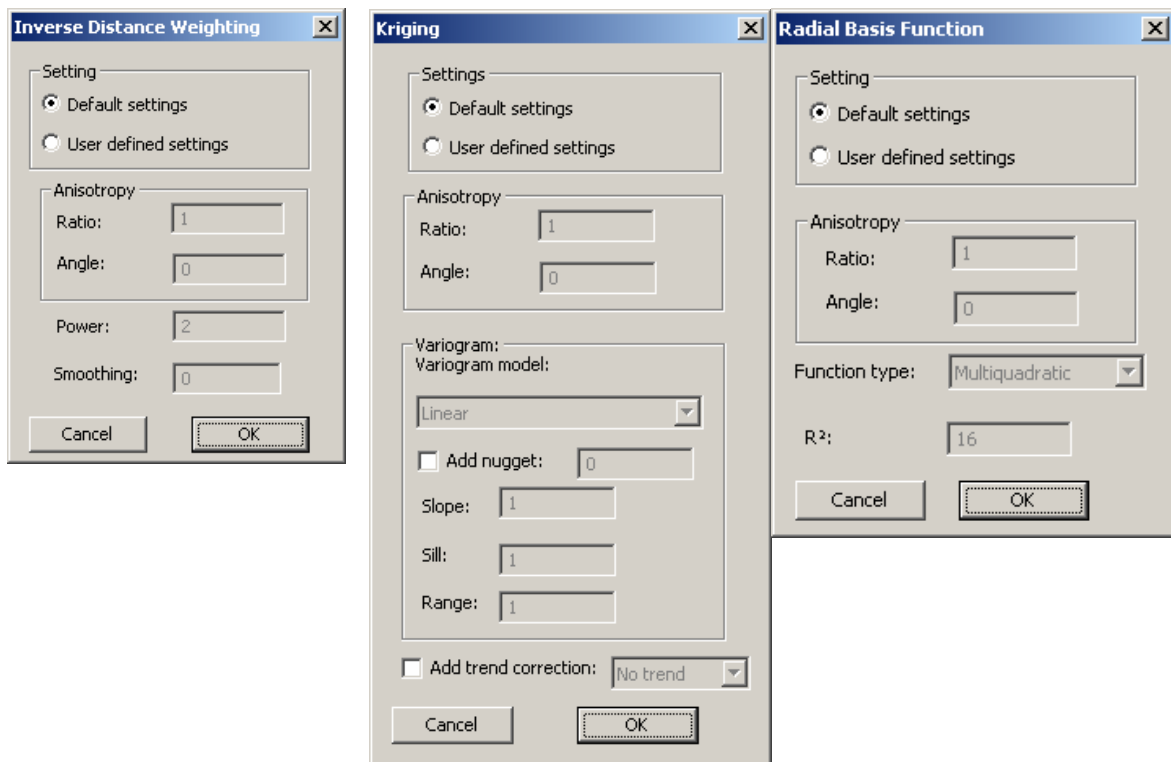 Inverse Distance Weighting
Setting
Default settings
User defined settings
Anisotropy
Ratio: 1
Angle: 0
Power: 2
Smoothing: 0
Cancel OK
Kriging
Settings
Default settings
User defined settings
Anisotropy
Ratio: 1
Angle: 0
Variogram:
Variogram model:
Linear
Add nugget: 0
Slope: 1
Sill: 1
Range: 1
Add trend correction: No trend
Cancel OK
Radial Basis Function
Setting
Default settings
User defined settings
Anisotropy
Ratio: 1
Angle: 0
Function type: Multiquadratic
R²: 16
Cancel OK